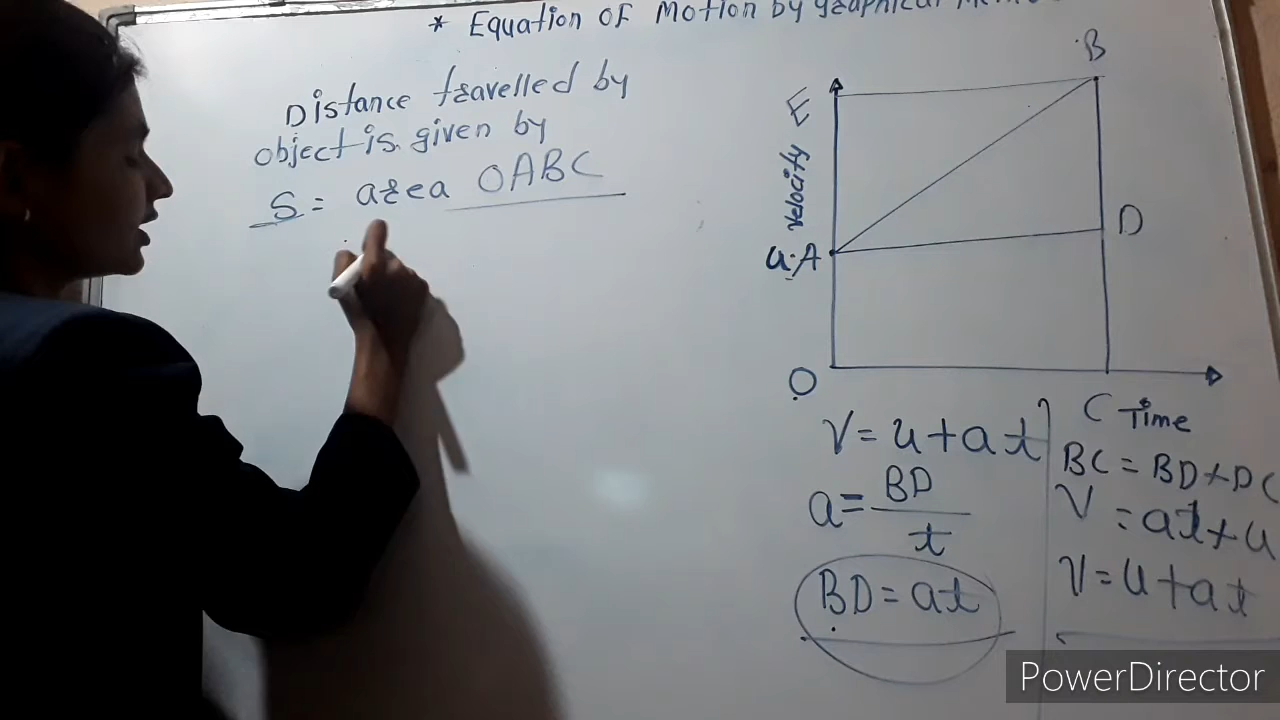 * Equation Of Motion by graphical
Distance travelled by
object is given by
S = area OABC
B
E
Velocity
D
u.A
O
C Time
V = u+at
a = BD
t
BD = at
BC = BD+DC
V = at+u
V = u+at
PowerDirector